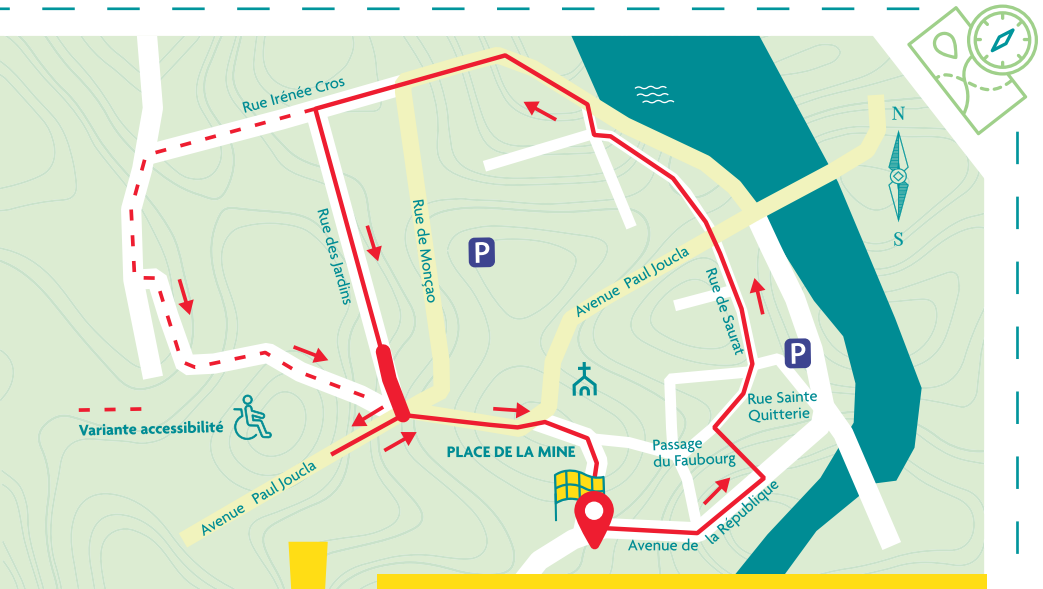 Rue Irénée Cros
N
S
Rue des Jardins
Rue de Monçao
P
Avenue Paul Joucla
Rue de Saurat
P
Rue Sainte
Quitterie
Variante accessibilité
PLACE DE LA MINE
Passage
du Faubourg
Avenue Paul Joucla
Avenue de la République